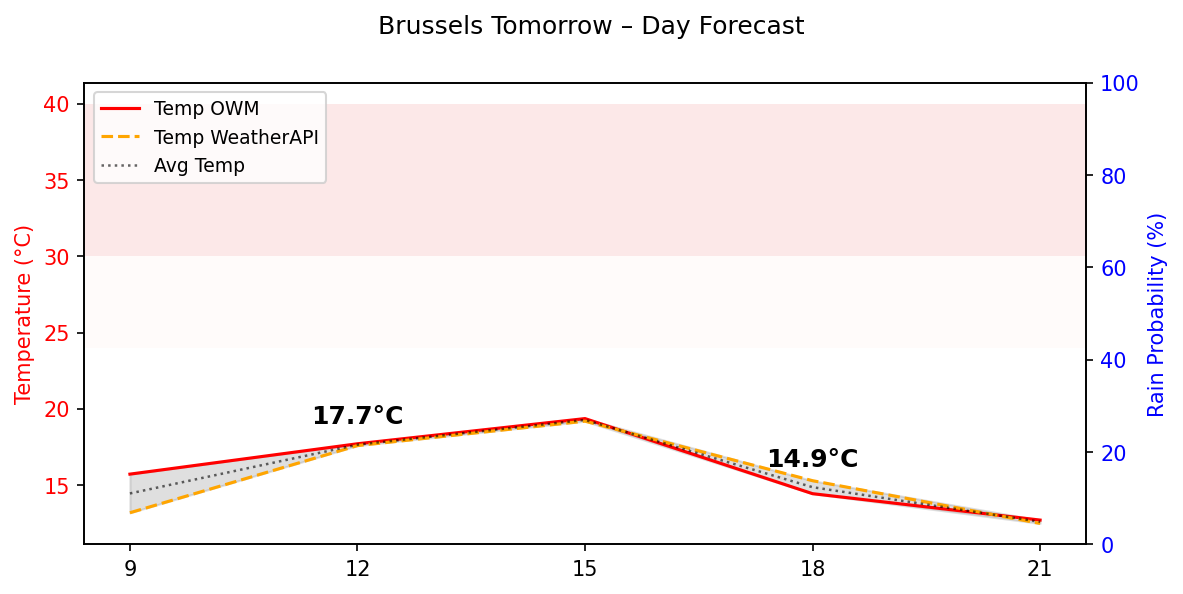 Brussels Tomorrow – Day Forecast
Temp OWM
Temp WeatherAPI
Avg Temp
Temperature (°C)
40
35
30
25
20
15
17.7°C
14.9°C
100
80
60
40
20
0
Rain Probability (%)
9 12 15 18 21